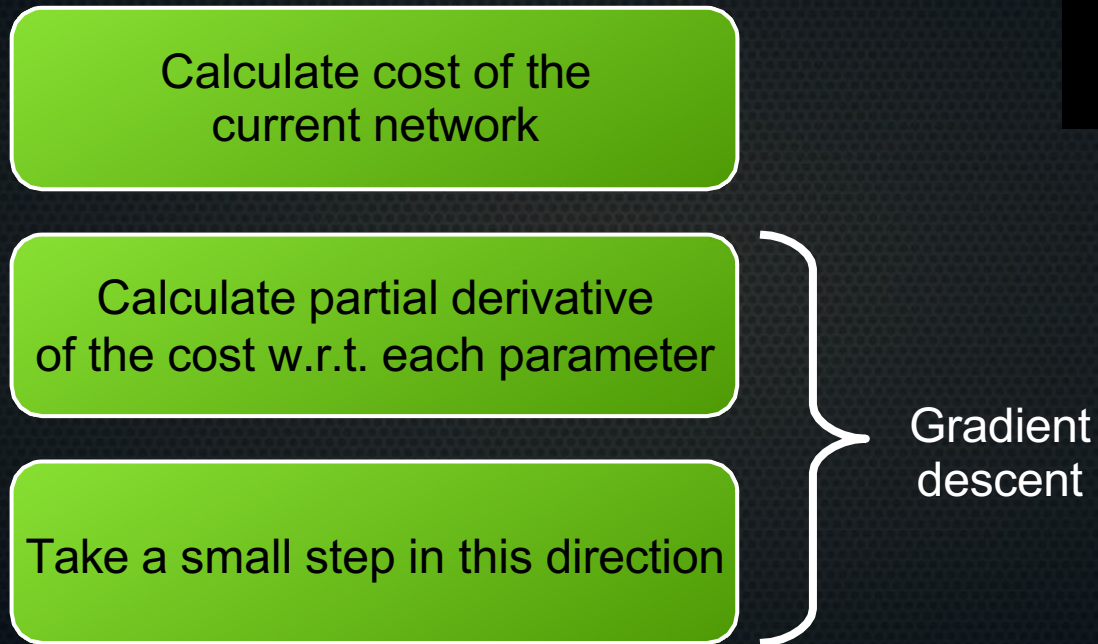 Calculate cost of the
current network
Calculate partial derivative
of the cost w.r.t. each parameter
Take a small step in this direction
Gradient
descent